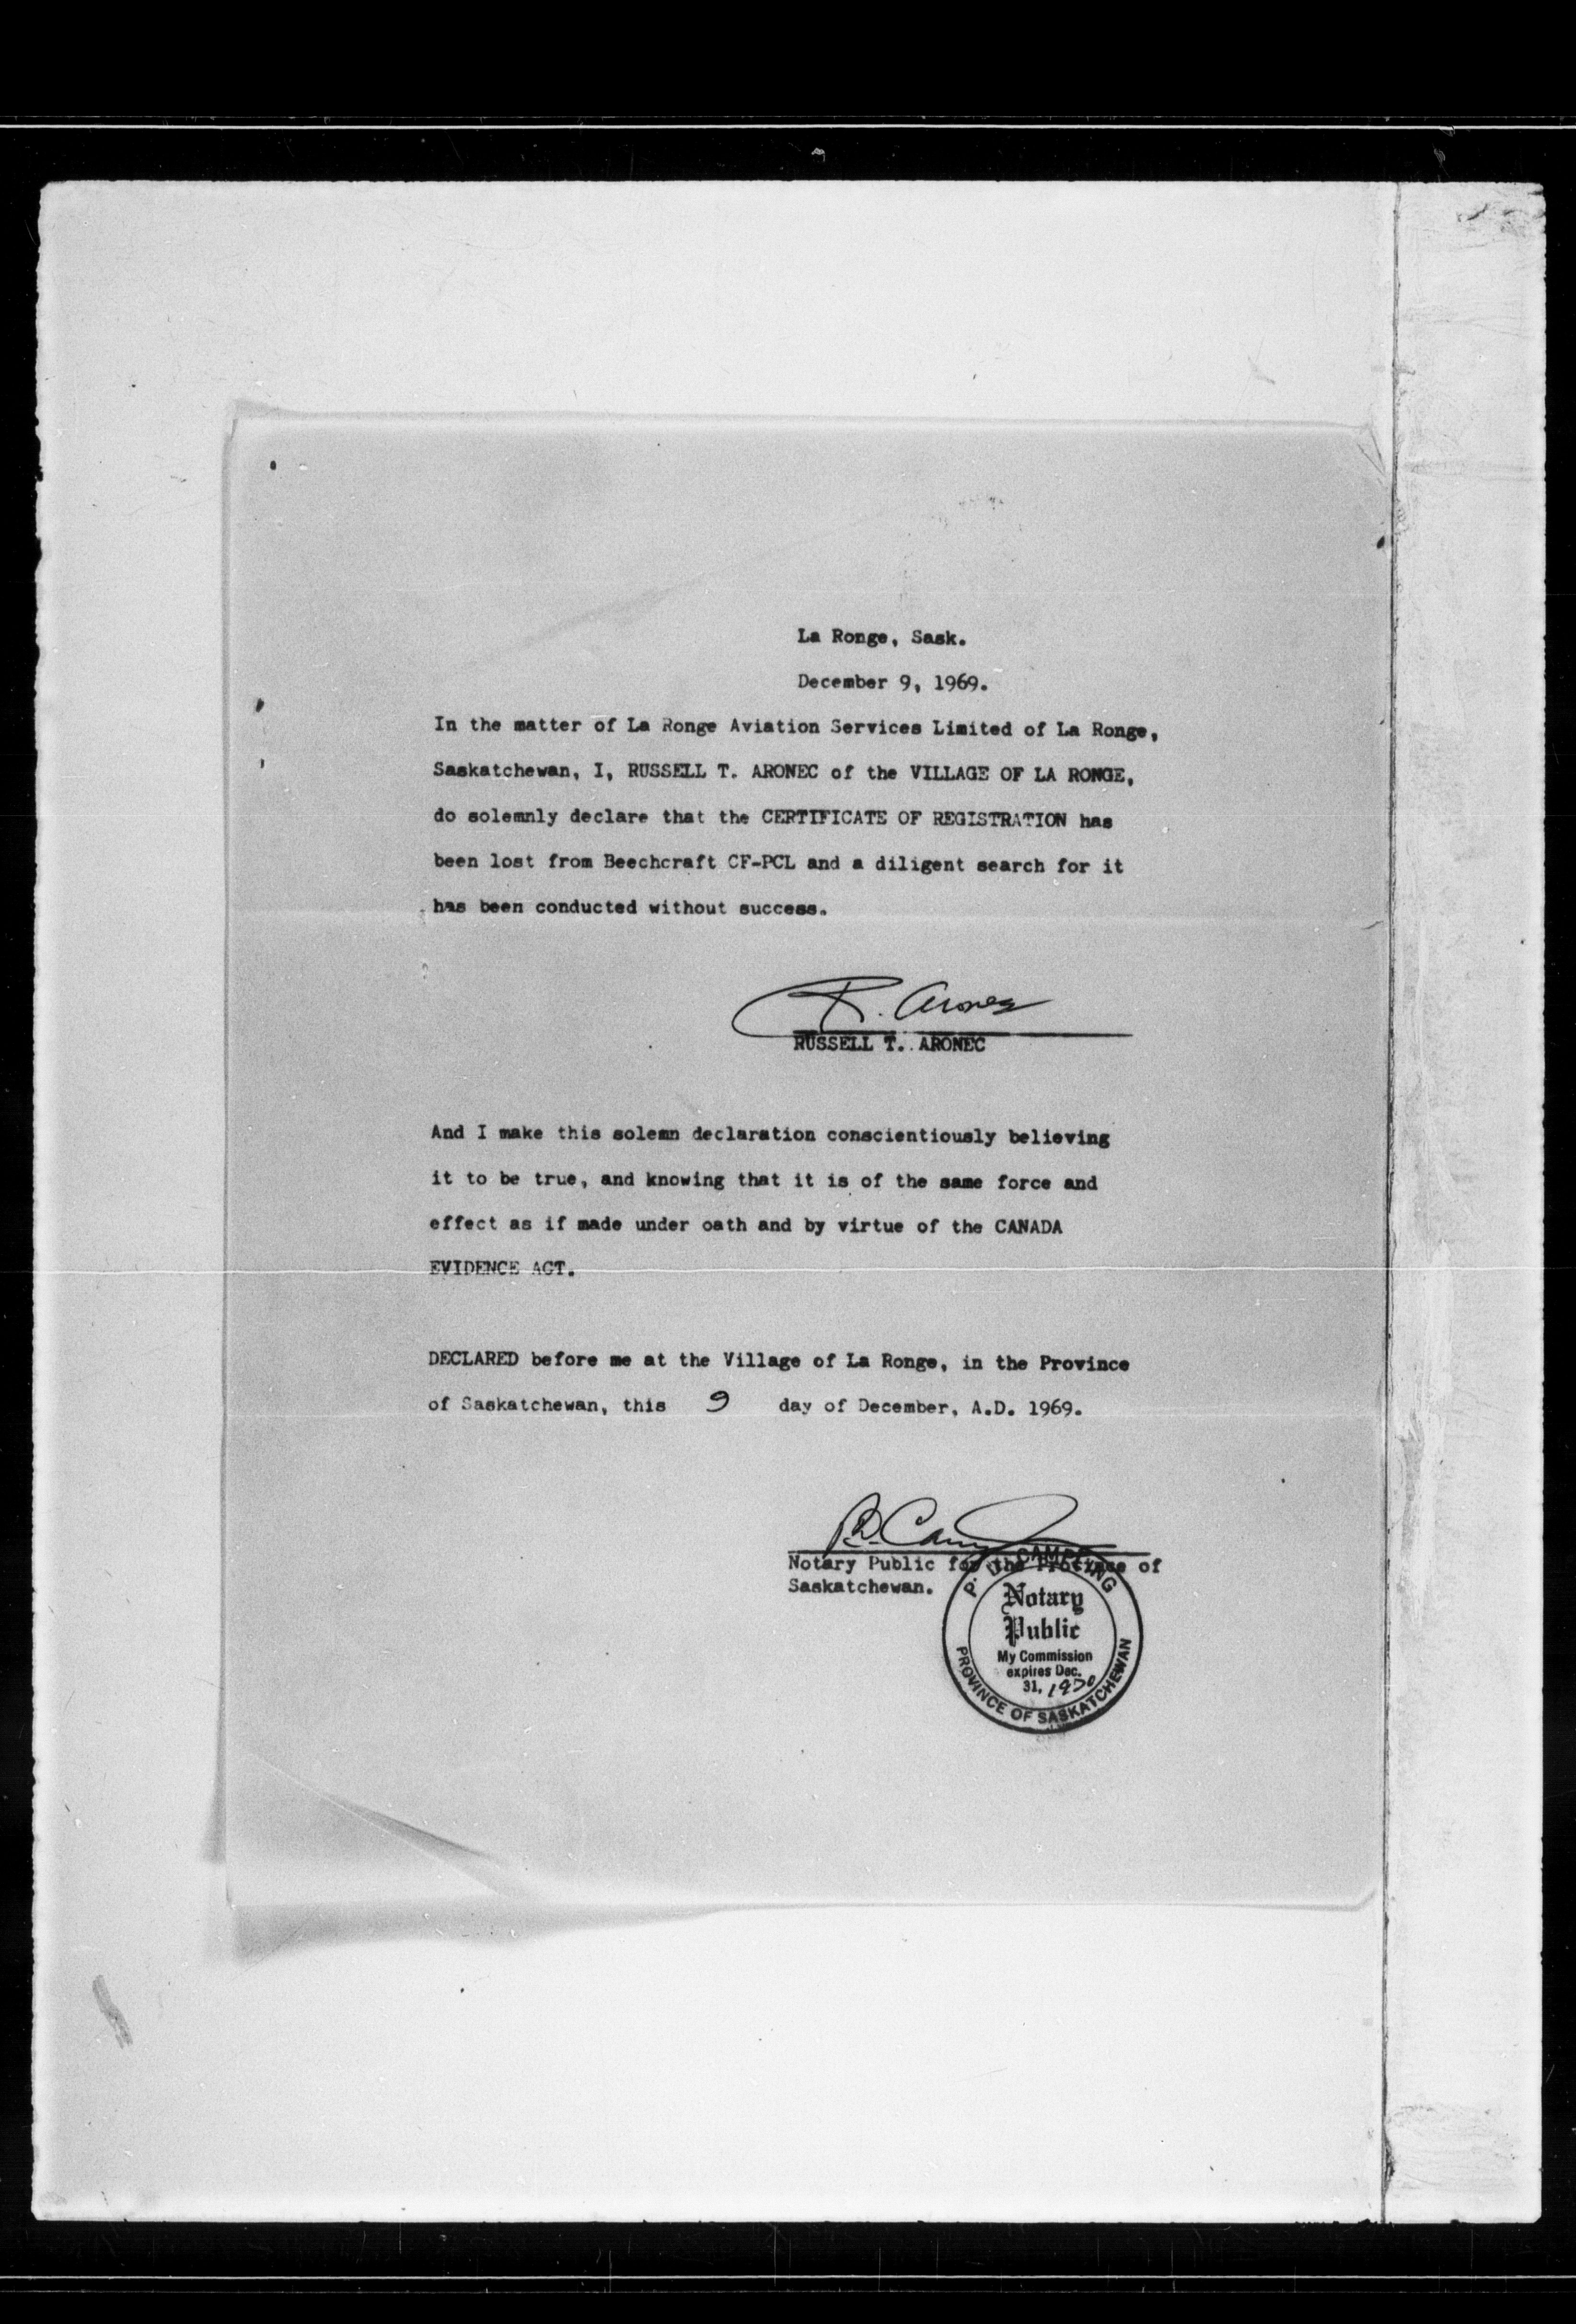 La Ronge, Sask.
December 9, 1969.
In the matter of La Ronge Aviation Services Limited of La Ronge,
Saskatchewan, I, RUSSELL T. ARONEC of the VILLAGE OF LA RONGE,
do solemnly declare that the CERTIFICATE OF REGISTRATION has
been lost from Beechcraft CF-PCL and a diligent search for it
has been conducted without success.
R. Aronec
RUSSELL T. ARONEC
And I make this solemn declaration conscientiously believing
it to be true, and knowing that it is of the same force and
effect as if made under oath and by virtue of the CANADA
EVIDENCE ACT.
DECLARED before me at the Village of La Ronge, in the Province
of Saskatchewan, this 9 day of December, A.D. 1969.
Notary Public for the Province of
Saskatchewan.
Notary
Public
My Commission
expires Dec.
31, 1970
PROVINCE OF SASKATCHEWAN